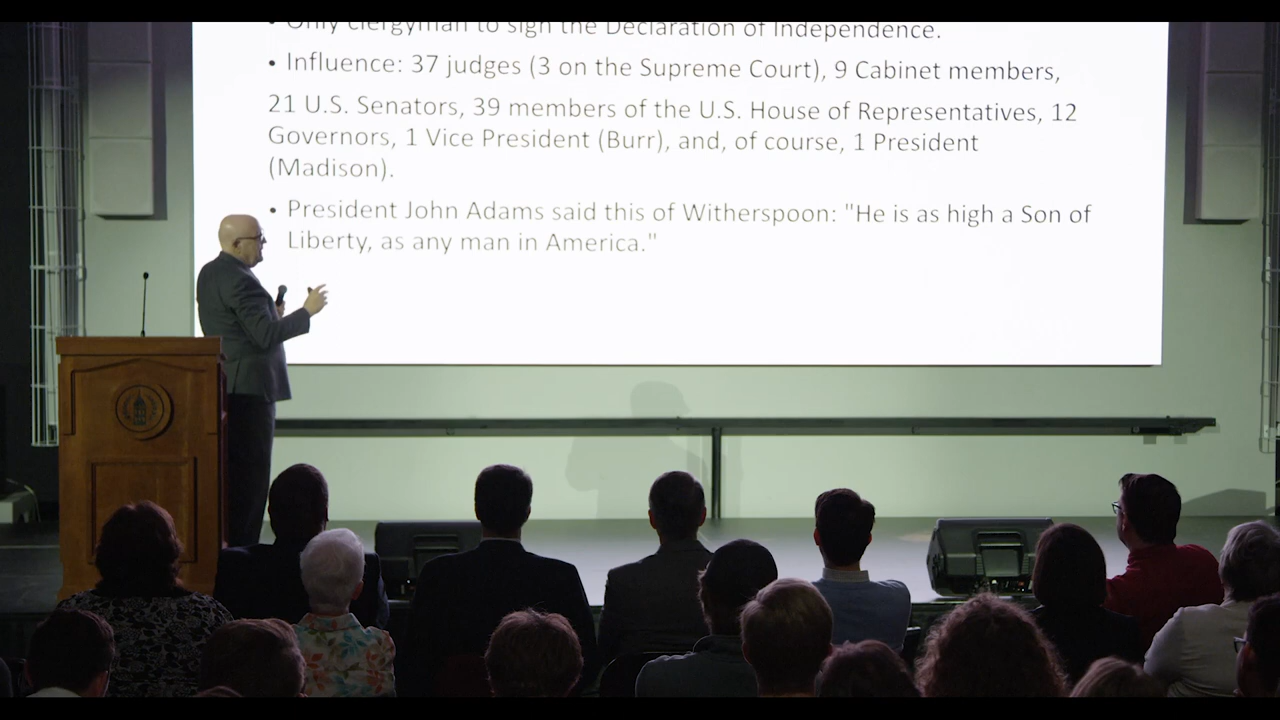 • Only clergyman to sign the Declaration of Independence.
• Influence: 37 judges (3 on the Supreme Court), 9 Cabinet members,
21 U.S. Senators, 39 members of the U.S. House of Representatives, 12
Governors, 1 Vice President (Burr), and, of course, 1 President
(Madison).
• President John Adams said this of Witherspoon: "He is as high a Son of
Liberty, as any man in America."